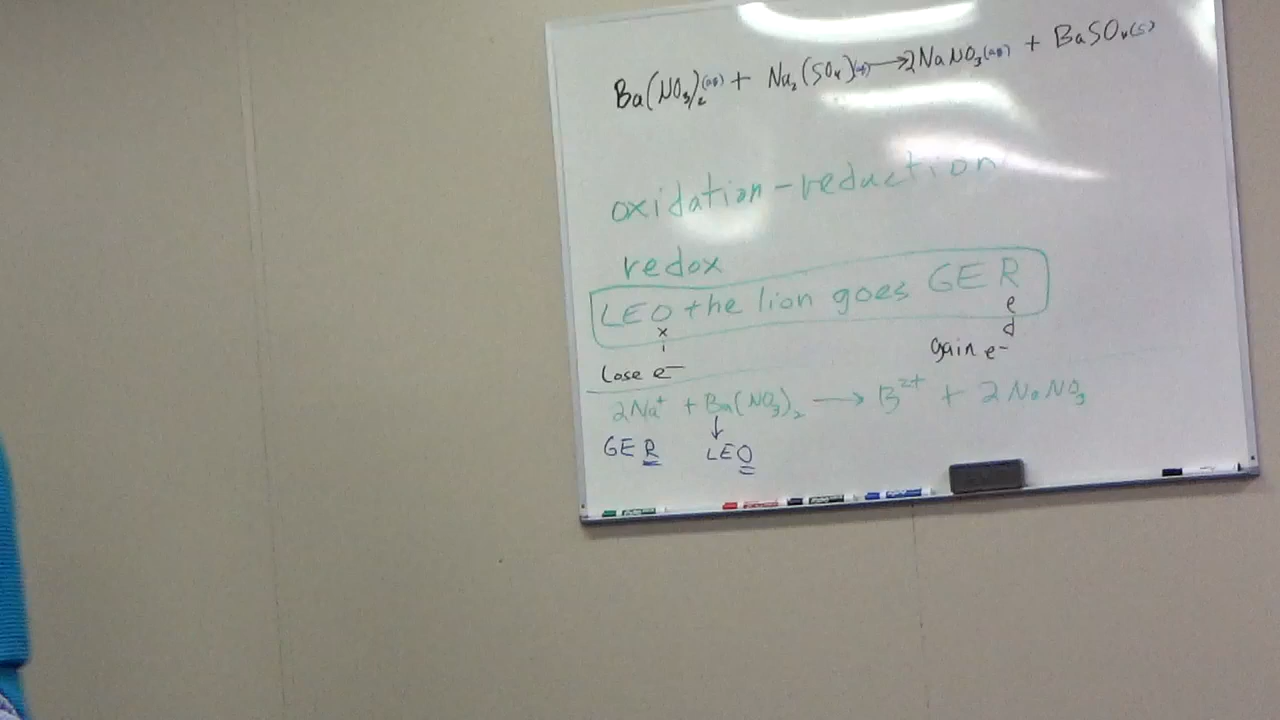 Ba(NO₃)₂(aq) + Na₂(SO₄)(aq) → 2NaNO₃(aq) + BaSO₄(s)
oxidation-reduction
redox
LEO the lion goes GER
x
i
e
d
Lose e⁻
gain e⁻
2Na⁺ + Ba(NO₃)₂ → B²⁺ + 2NaNO₃
↓
GER LEO